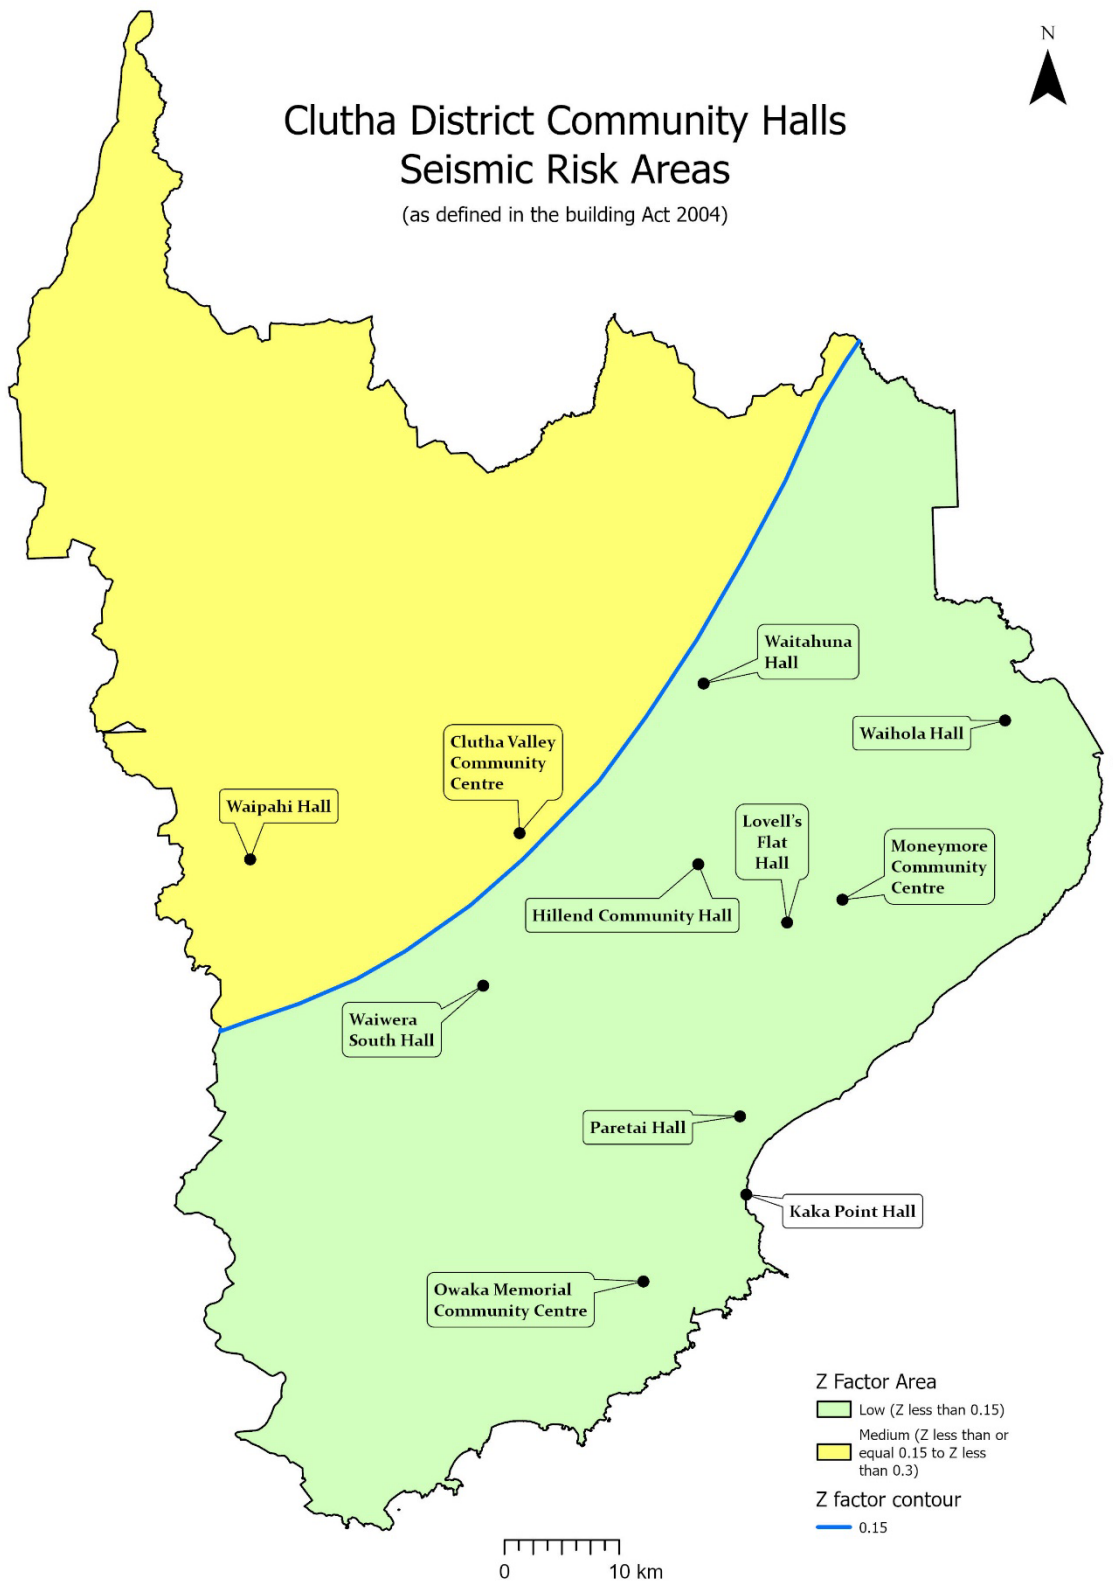 N
Clutha District Community Halls
Seismic Risk Areas
(as defined in the building Act 2004)
Waitahuna
Hall
Waihola Hall
Clutha Valley
Community
Centre
Waipahi Hall
Lovell's
Flat
Hall
Moneymore
Community
Centre
Hillend Community Hall
Waiwera
South Hall
Paretai Hall
Kaka Point Hall
Owaka Memorial
Community Centre
Z Factor Area
Low (Z less than 0.15)
Medium (Z less than or
equal 0.15 to Z less
than 0.3)
Z factor contour
0.15
0 10 km